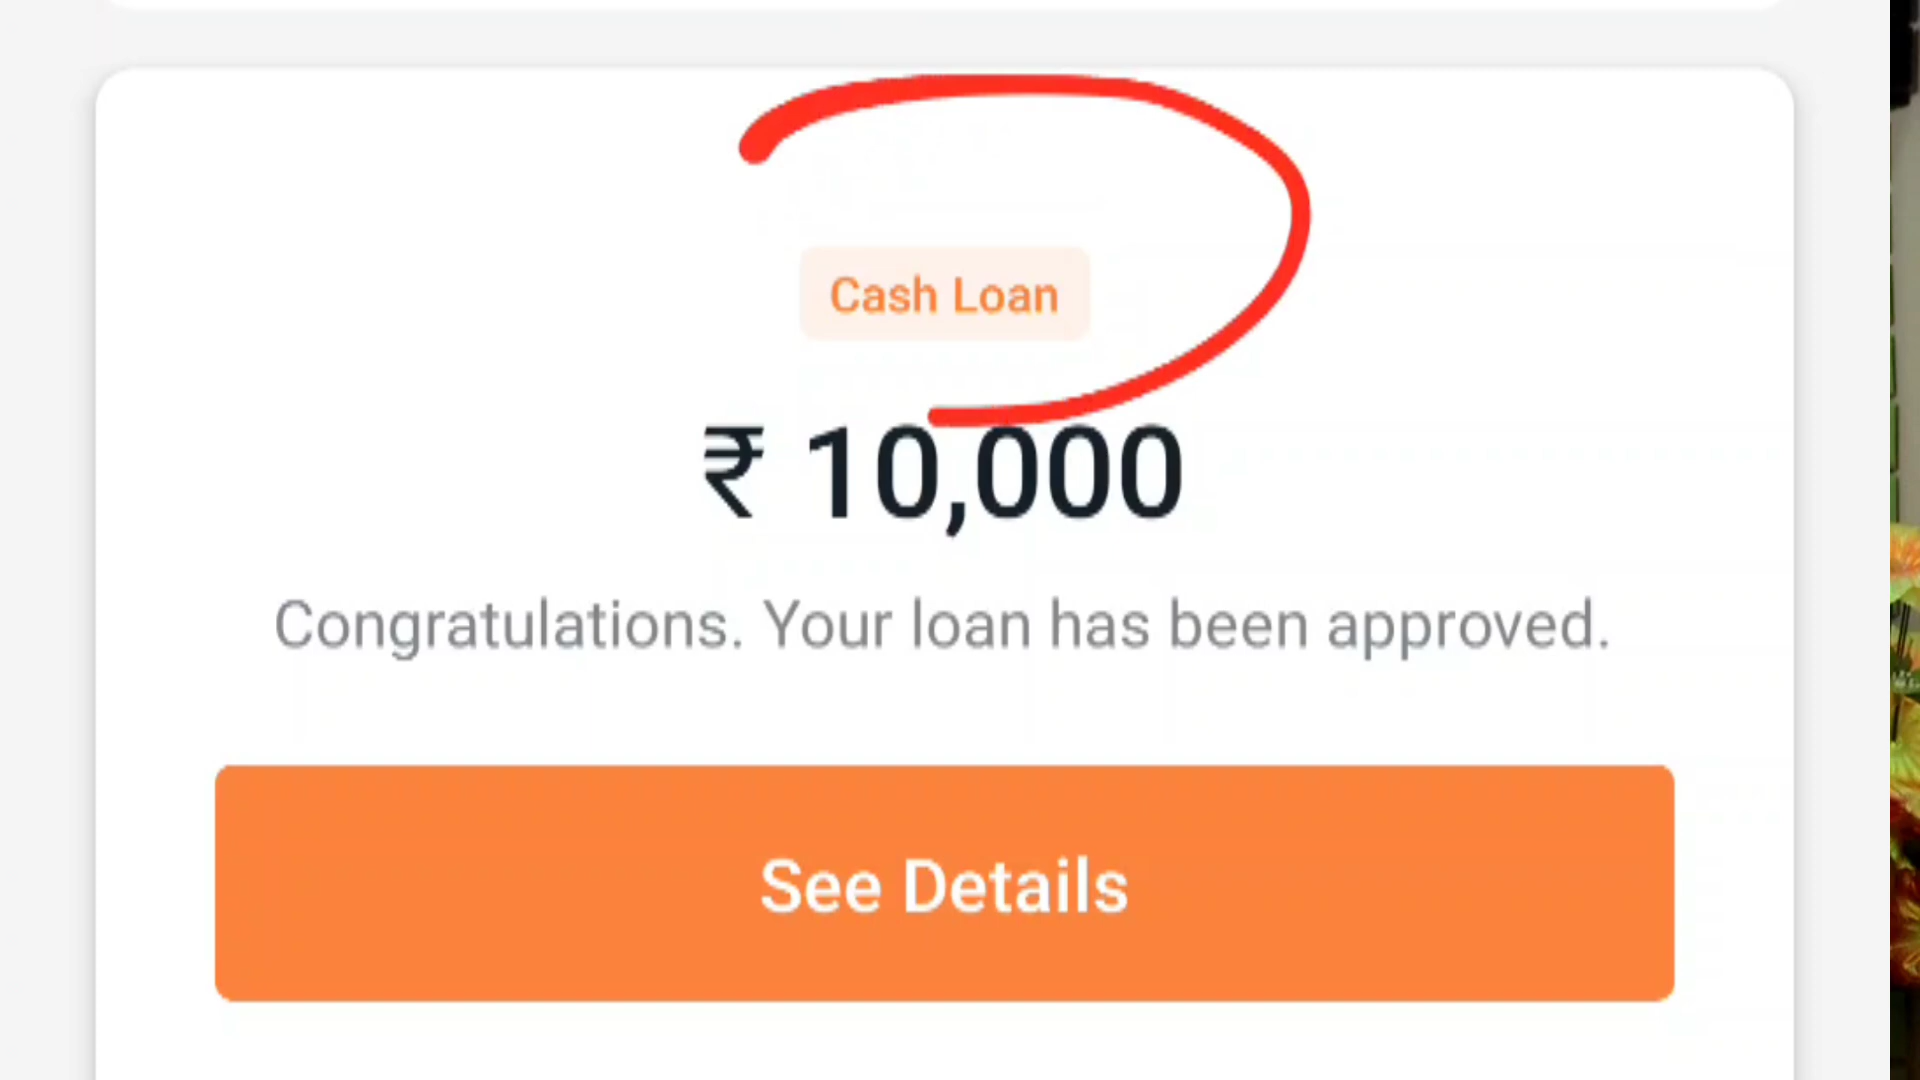 Cash Loan
₹ 10,000
Congratulations. Your loan has been approved.
See Details